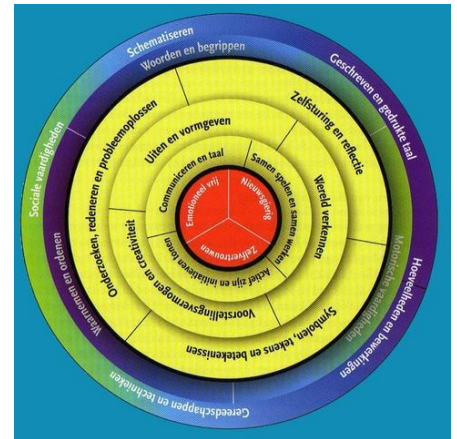 Schematiseren
Woorden en begrippen
Geschreven en gedrukte taal
Sociale vaardigheden
Onderzoeken, redeneren en probleemoplossen
Uiten en vormgeven
Zelfsturing en reflectie
Communiceren en taal
Samen spelen en samen werken
Wereld verkennen
Emotioneel vrij
Nieuwsgierig
Zelfvertrouwen
Actief zijn en initiatieven tonen
Voorstellingsvermogen en creativiteit
Symbolen, tekens en betekenissen
Waarnemen en ordenen
Motorische vaardigheden
Hoeveelheden en bewerkingen
Gereedschappen en technieken